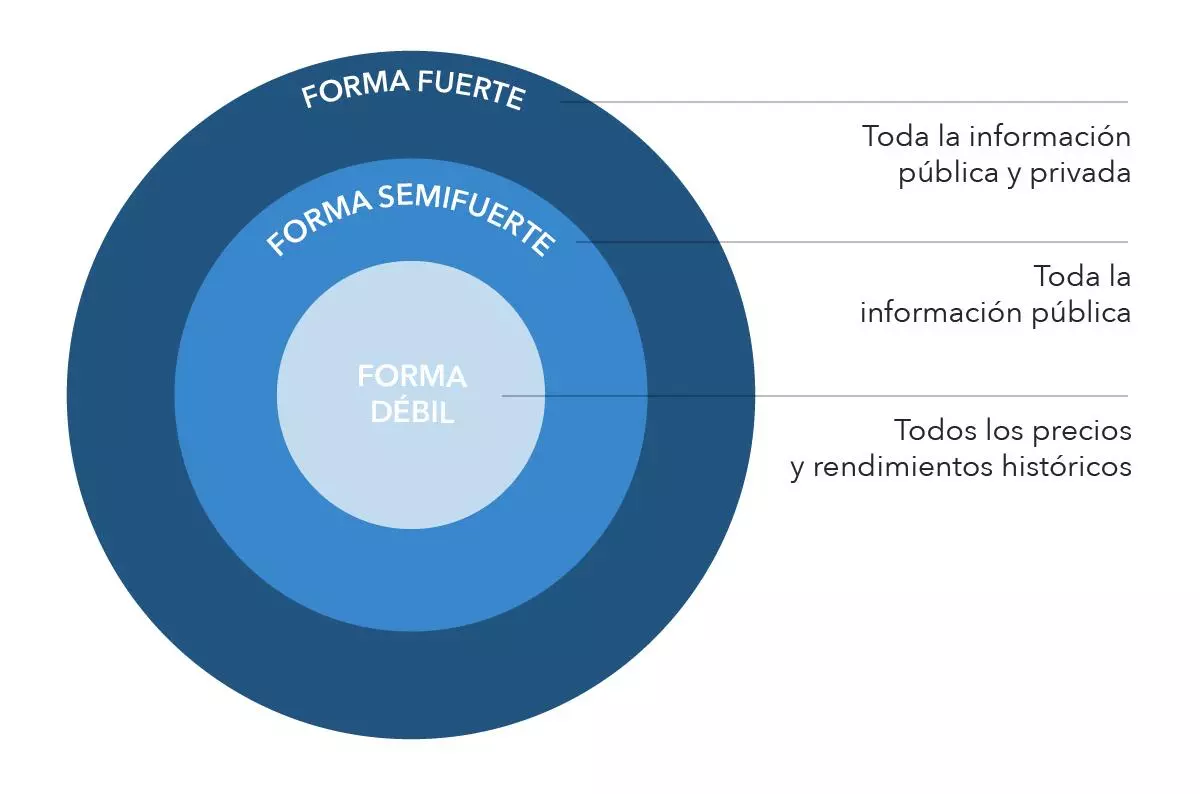 FORMA FUERTE
Toda la información
pública y privada
FORMA SEMIFUERTE
Toda la
información pública
FORMA
DÉBIL
Todos los precios
y rendimientos históricos